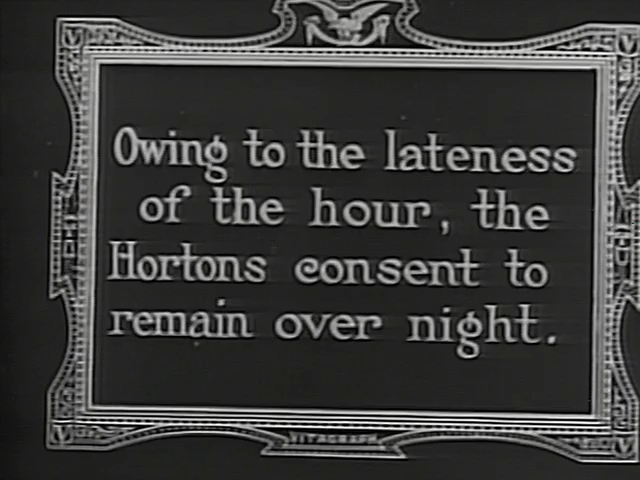 Owing to the lateness
of the hour, the
Hortons consent to
remain over night.
VITAGRAPH